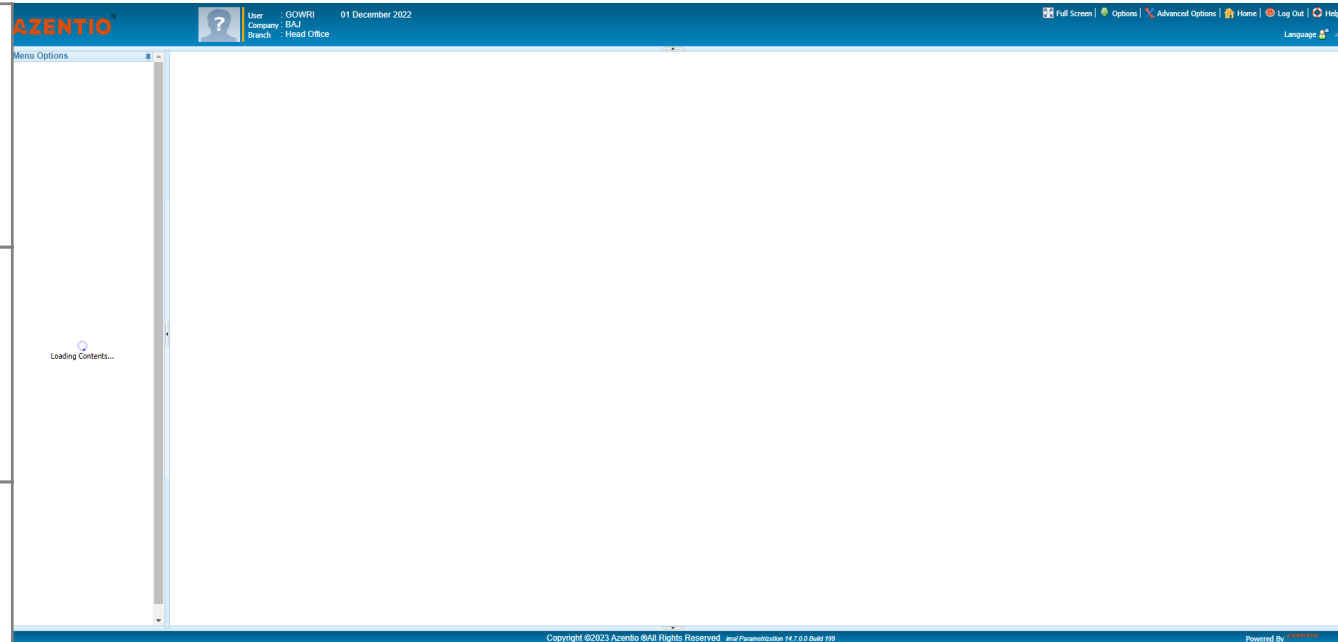 AZENTIO
User : GOWRI 01 December 2022
Company : BAJ
Branch : Head Office
Full Screen | Options | Advanced Options | Home | Log Out | Help
Language
Menu Options
Loading Contents...
Copyright ©2023 Azentio ®All Rights Reserved imal Parametrization 14.7.0.0 Build 199
Powered By AZENTIO